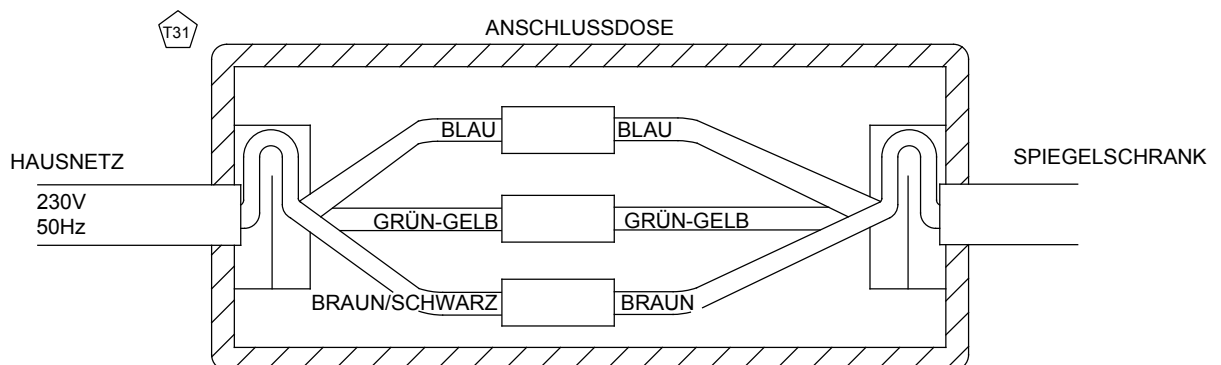 T31
ANSCHLUSSDOSE
BLAU
BLAU
HAUSNETZ
SPIEGELSCHRANK
230V
50Hz
GRÜN-GELB
GRÜN-GELB
BRAUN/SCHWARZ
BRAUN